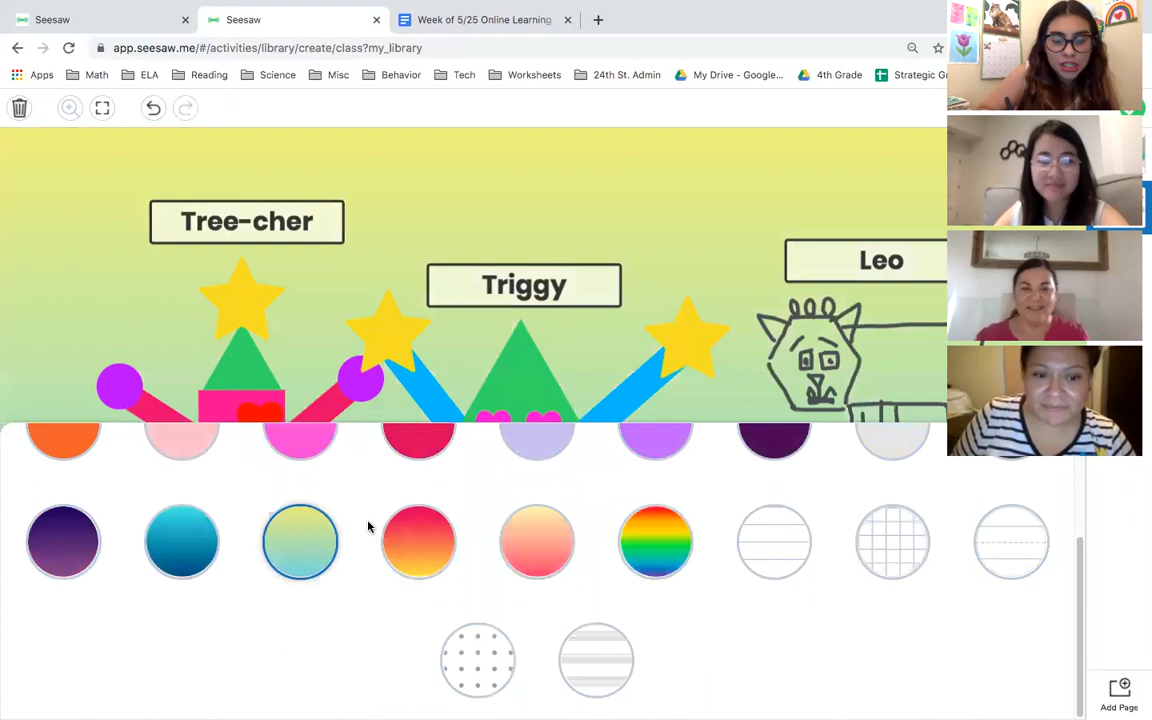 Seesaw
Seesaw
Week of 5/25 Online Learning
app.seesaw.me/#/activities/library/create/class?my_library
Apps Math ELA Reading Science Misc Behavior Tech Worksheets 24th St. Admin My Drive - Google... 4th Grade Strategic Gr
Tree-cher
Triggy
Leo
Add Page